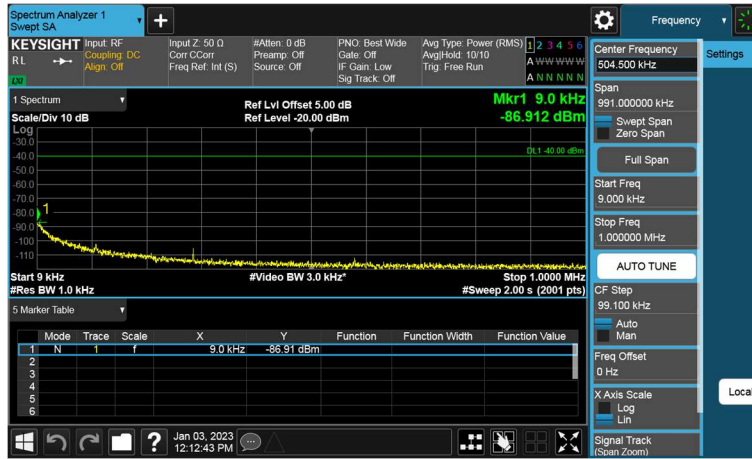 Spectrum Analyzer 1
Swept SA
Frequency
KEYSIGHT
R L
LXI
Input: RF
Coupling: DC
Align: Off
Input Z: 50 Ω
Corr CCorr
Freq Ref: Int (S)
#Atten: 0 dB
Preamp: Off
Source: Off
PNO: Best Wide
Gate: Off
IF Gain: Low
Sig Track: Off
Avg Type: Power (RMS)
Avg|Hold: 10/10
Trig: Free Run
1 2 3 4 5 6
A W W W W W
A N N N N N
1 Spectrum
Scale/Div 10 dB
Ref Lvl Offset 5.00 dB
Ref Level -20.00 dBm
Mkr1 9.0 kHz
-86.912 dBm
Log
-30.0
-40.0
-50.0
-60.0
-70.0
-80.0
-90.0
-100
-110
DL1 -40.00 dBm
1
Start 9 kHz
#Res BW 1.0 kHz
#Video BW 3.0 kHz*
Stop 1.0000 MHz
#Sweep 2.00 s (2001 pts)
5 Marker Table
Mode Trace Scale X Y Function Function Width Function Value
1 N 1 f 9.0 kHz -86.91 dBm
2
3
4
5
6
Jan 03, 2023
12:12:43 PM
Center Frequency
504.500 kHz
Settings
Span
991.000000 kHz
Swept Span
Zero Span
Full Span
Start Freq
9.000 kHz
Stop Freq
1.000000 MHz
AUTO TUNE
CF Step
99.100 kHz
Auto
Man
Freq Offset
0 Hz
X Axis Scale
Log
Lin
Local
Signal Track
(Span Zoom)